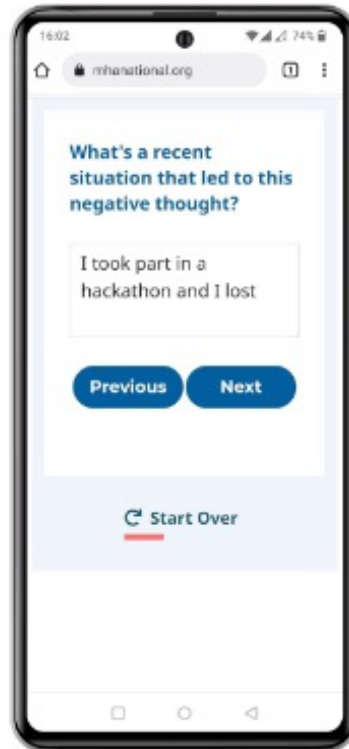 16:02 74%
mhanational.org 1
What's a recent
situation that led to this
negative thought?
I took part in a
hackathon and I lost
Previous Next
Start Over